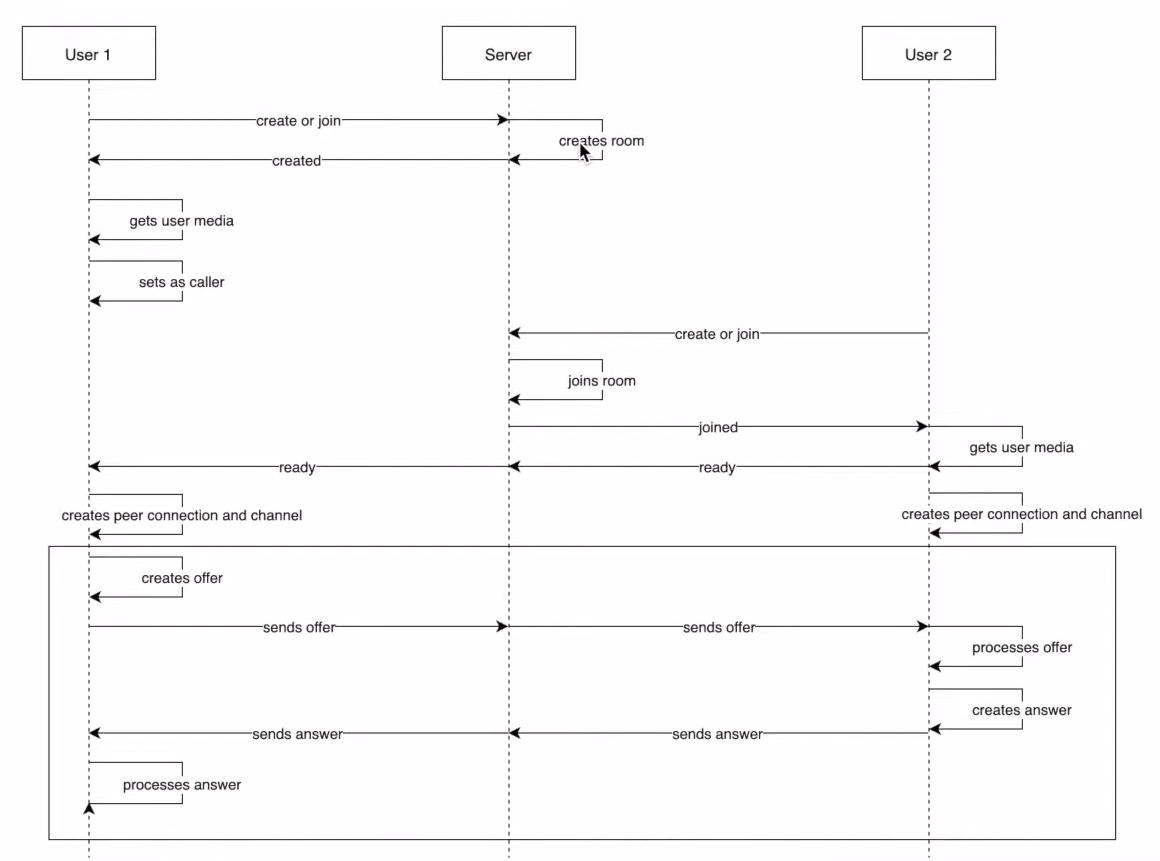 User 1
Server
User 2
create or join
creates room
created
gets user media
sets as caller
create or join
joins room
joined
gets user media
ready
ready
creates peer connection and channel
creates peer connection and channel
creates offer
sends offer
sends offer
processes offer
creates answer
sends answer
sends answer
processes answer